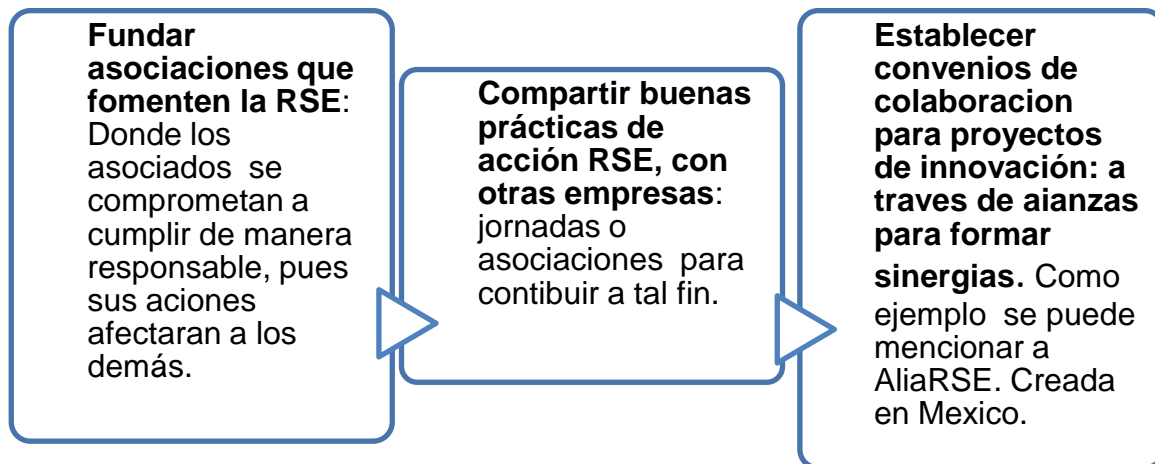 Fundar
asociaciones que
fomenten la RSE:
Donde los
asociados se
comprometan a
cumplir de manera
responsable, pues
sus aciones
afectaran a los
demás.
Compartir buenas
prácticas de
acción RSE, con
otras empresas:
jornadas o
asociaciones para
contibuir a tal fin.
Establecer
convenios de
colaboracion
para proyectos
de innovación: a
traves de aianzas
para formar
sinergias. Como
ejemplo se puede
mencionar a
AliaRSE. Creada
en Mexico.